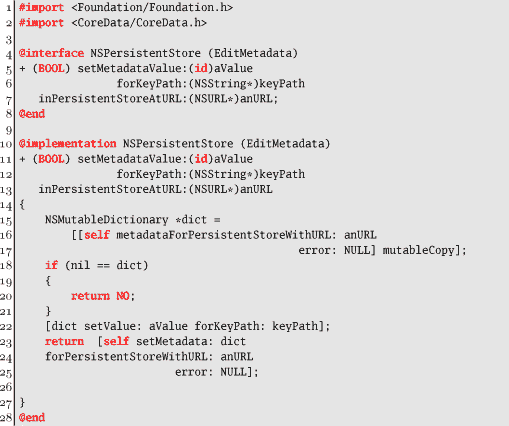 1 #import <Foundation/Foundation.h>
2 #import <CoreData/CoreData.h>
3
4 @interface NSPersistentStore (EditMetadata)
5 + (BOOL) setMetadataValue:(id)aValue
6                forKeyPath:(NSString*)keyPath
7    inPersistentStoreAtURL:(NSURL*)anURL;
8 @end
9
10 @implementation NSPersistentStore (EditMetadata)
11 + (BOOL) setMetadataValue:(id)aValue
12                forKeyPath:(NSString*)keyPath
13    inPersistentStoreAtURL:(NSURL*)anURL
14 {
15     NSMutableDictionary *dict =
16         [[self metadataForPersistentStoreWithURL: anURL
17                                            error: NULL] mutableCopy];
18     if (nil == dict)
19     {
20         return NO;
21     }
22     [dict setValue: aValue forKeyPath: keyPath];
23     return  [self setMetadata: dict
24     forPersistentStoreWithURL: anURL
25                         error: NULL];
26
27 }
28 @end